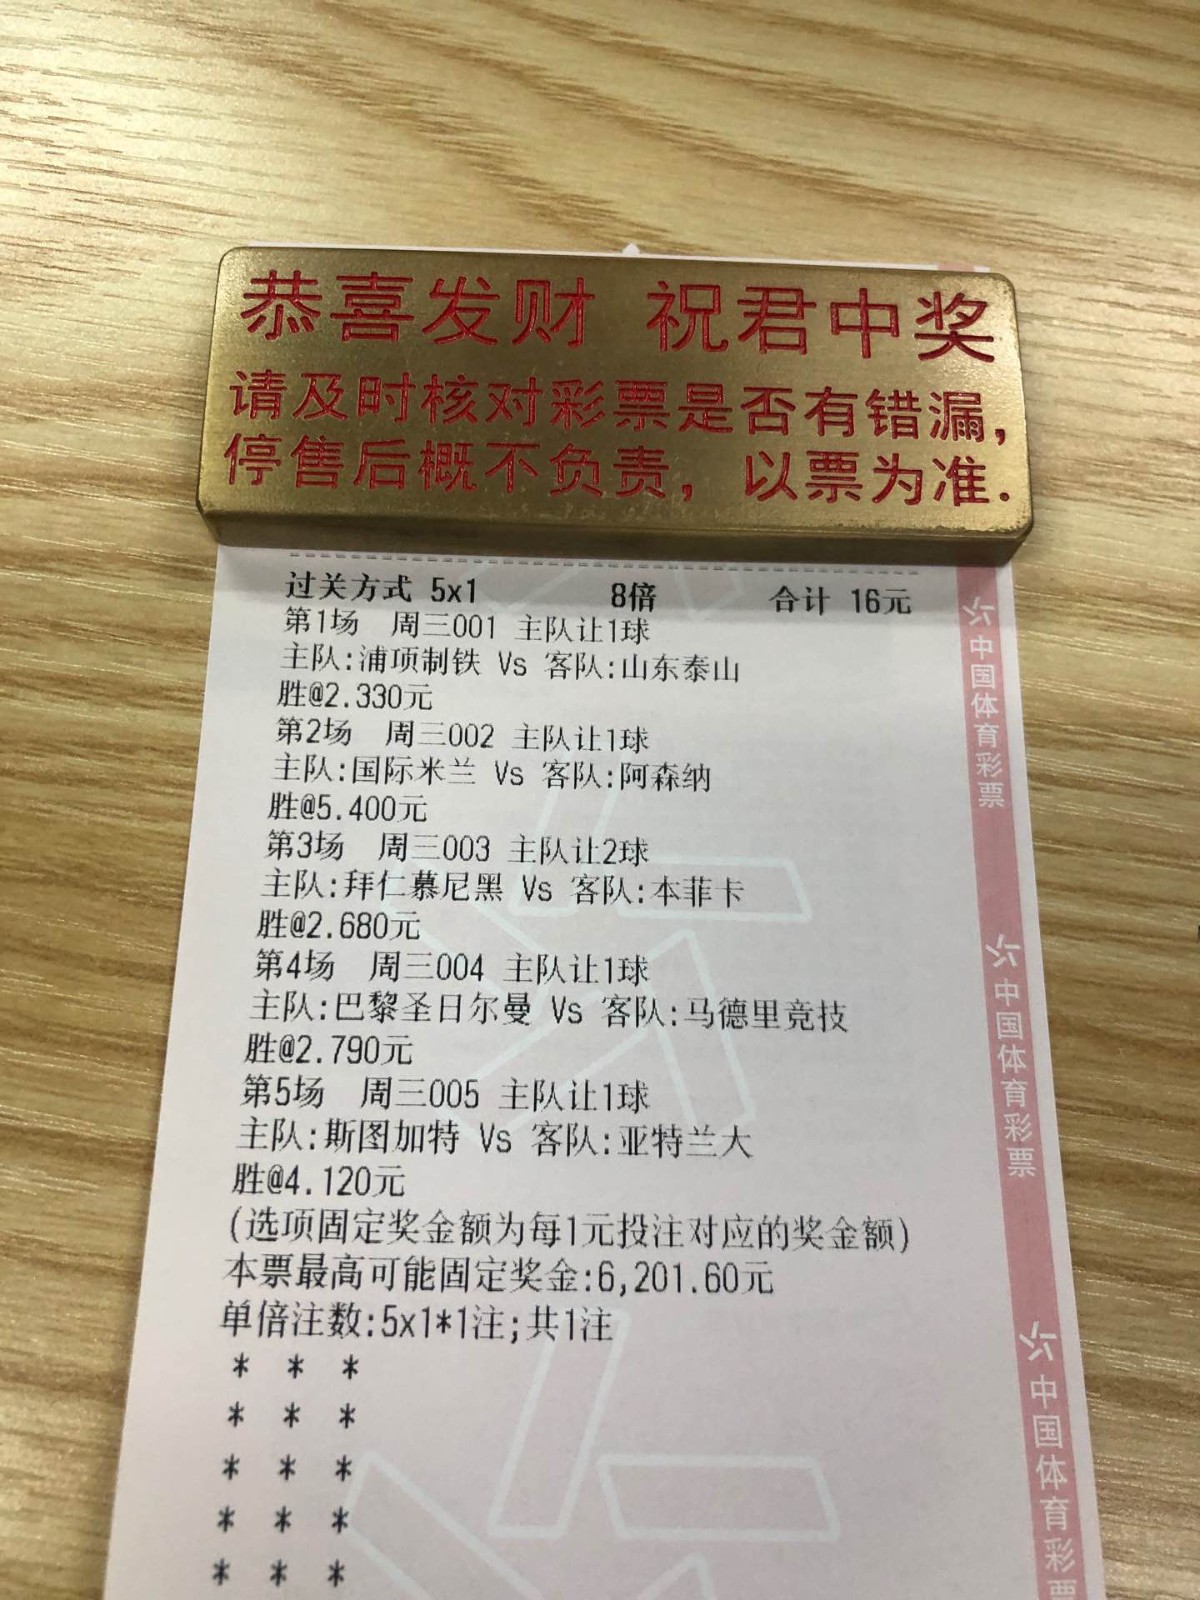 恭喜发财 祝君中奖
请及时核对彩票是否有错漏,
停售后概不负责, 以票为准.
过关方式 5x1 8倍 合计 16元
第1场 周三001 主队让1球
主队:浦项制铁 Vs 客队:山东泰山
胜@2.330元
第2场 周三002 主队让1球
主队:国际米兰 Vs 客队:阿森纳
胜@5.400元
第3场 周三003 主队让2球
主队:拜仁慕尼黑 Vs 客队:本菲卡
胜@2.680元
第4场 周三004 主队让1球
主队:巴黎圣日尔曼 Vs 客队:马德里竞技
胜@2.790元
第5场 周三005 主队让1球
主队:斯图加特 Vs 客队:亚特兰大
胜@4.120元
(选项固定奖金额为每1元投注对应的奖金额)
本票最高可能固定奖金:6,201.60元
单倍注数:5x1*1注;共1注
* * *
* * *
* * *
* * *
* * *
中国体育彩票
中国体育彩票
中国体育彩票